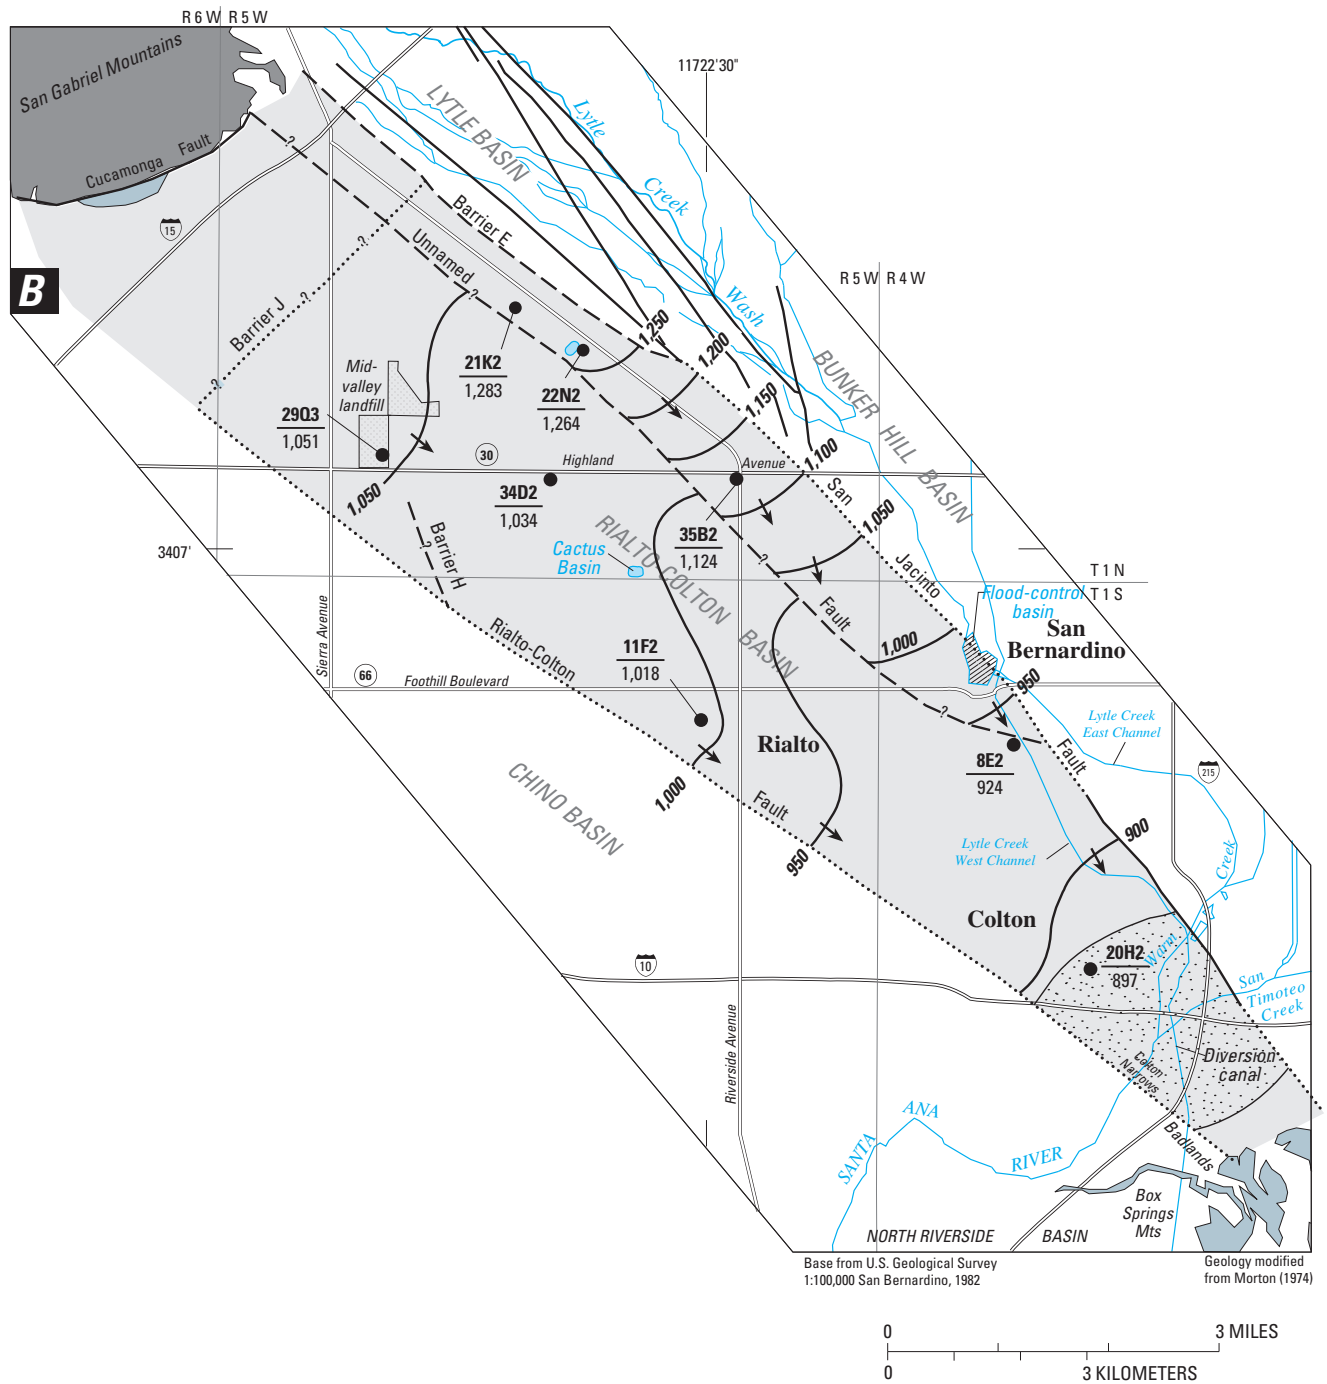 R 6 W R 5 W
San Gabriel Mountains
Cucamonga Fault
15
B
Barrier J
?
?
?
?
?
Unnamed
?
Barrier E
LYTLE BASIN
Lytle
Creek
Wash
11722'30"
R 5 W R 4 W
BUNKER HILL BASIN
1,250
1,200
1,150
1,100
1,050
1,000
950
Mid-
valley
landfill
29Q3
1,051
21K2
1,283
22N2
1,264
30
Highland
Avenue
1,050
34D2
1,034
35B2
1,124
San
Jacinto
Fault
3407'
Barrier H
?
Cactus
Basin
RIALTO-COLTON BASIN
?
Fault
T 1 N
T 1 S
Flood-control
basin
San
Bernardino
Sierra Avenue
Rialto-Colton
Fault
11F2
1,018
66
Foothill Boulevard
?
Lytle Creek
East Channel
Rialto
8E2
924
215
CHINO BASIN
1,000
950
900
Lytle Creek
West Channel
Creek
Warm
Colton
20H2
897
10
San
Timoteo
Creek
Riverside Avenue
Colton
Narrows
Diversion
canal
SANTA
ANA
RIVER
Badlands
Box
Springs
Mts
NORTH RIVERSIDE BASIN
Base from U.S. Geological Survey
1:100,000 San Bernardino, 1982
Geology modified
from Morton (1974)
0 3 MILES
0 3 KILOMETERS